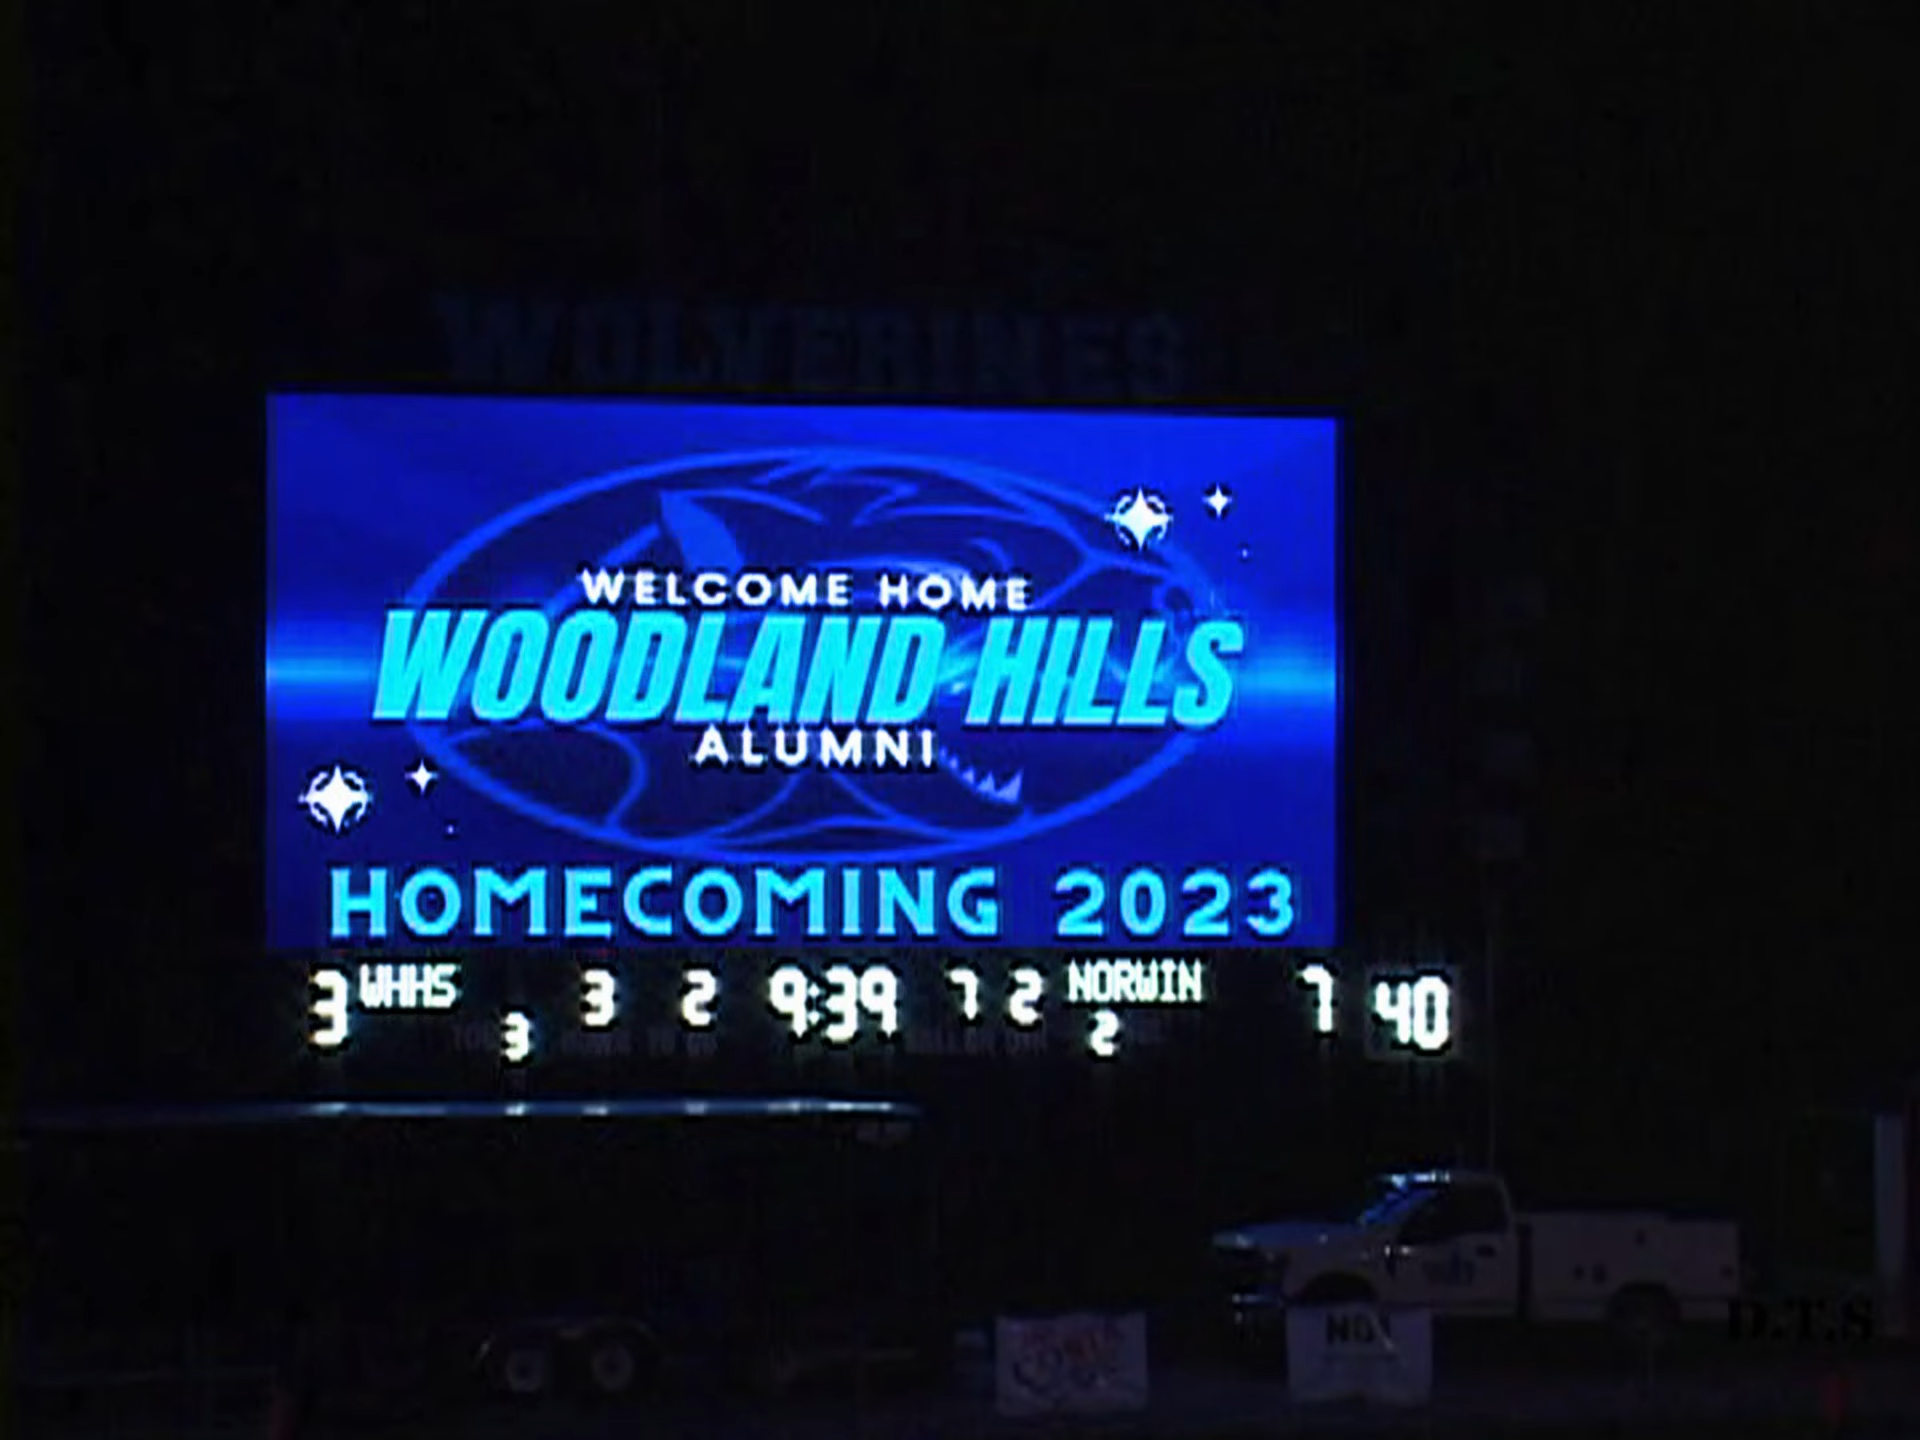 WOLVERINES
WELCOME HOME
WOODLAND HILLS
ALUMNI
HOMECOMING 2023
3 WHHS 3 2 9:39 7 2 NORWIN 7 40
3 2
D.T.S